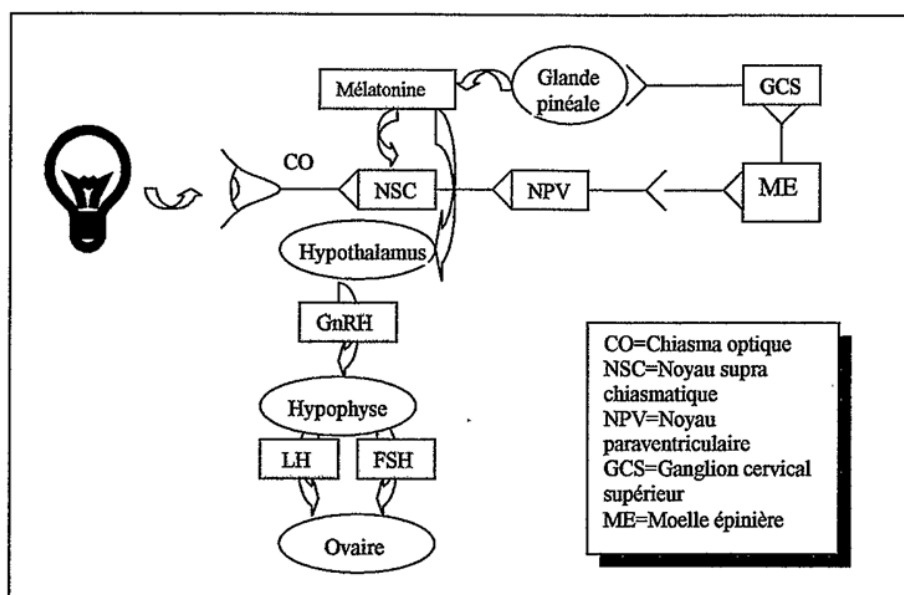 Mélatonine
Glande
pinéale
GCS
CO
NSC
NPV
ME
Hypothalamus
GnRH
Hypophyse
LH
FSH
Ovaire
CO=Chiasma optique
NSC=Noyau supra
chiasmatique
NPV=Noyau
paraventriculaire
GCS=Ganglion cervical
supérieur
ME=Moelle épinière